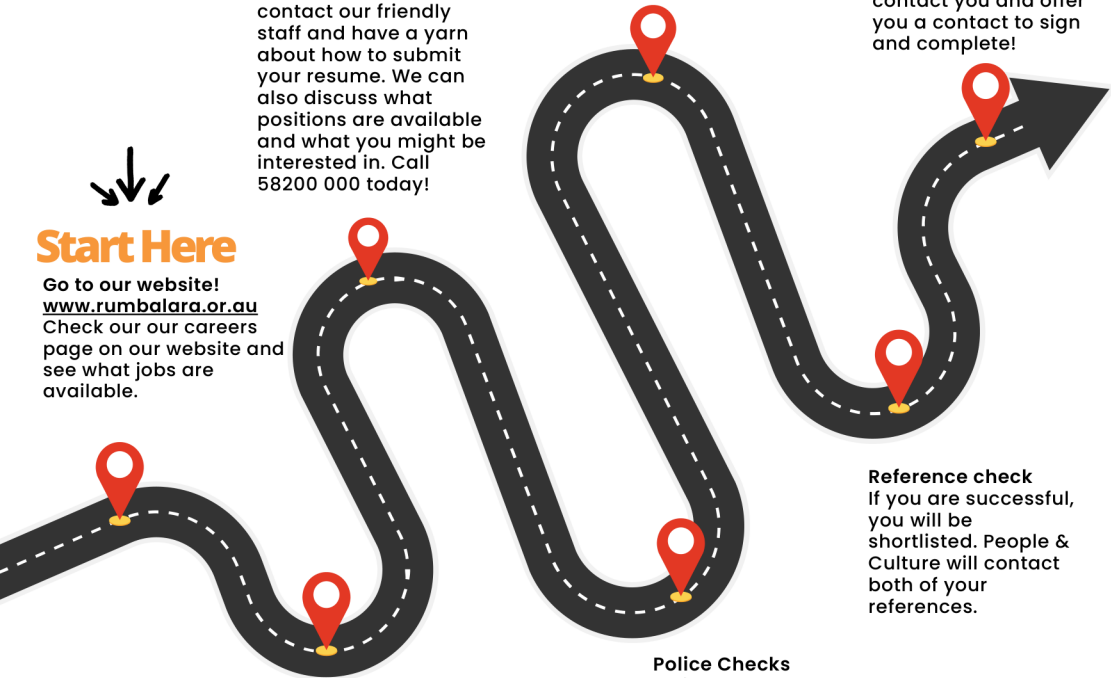 contact our friendly
staff and have a yarn
about how to submit
your resume. We can
also discuss what
positions are available
and what you might be
interested in. Call
58200 000 today!
contact you and offer
you a contact to sign
and complete!
Start Here
Go to our website!
www.rumbalara.or.au
Check our our careers
page on our website and
see what jobs are
available.
Reference check
If you are successful,
you will be
shortlisted. People &
Culture will contact
both of your
references.
Police Checks